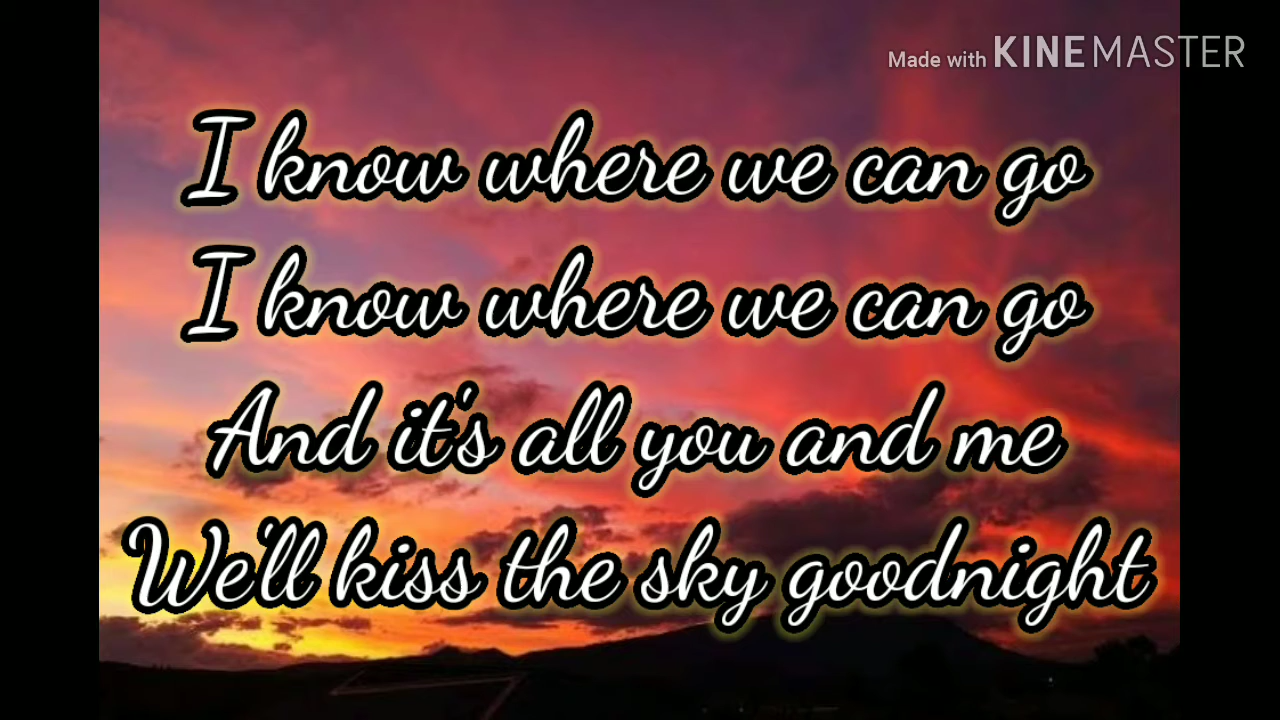 Made with KINEMASTER
I know where we can go
I know where we can go
And it's all you and me
We'll kiss the sky goodnight